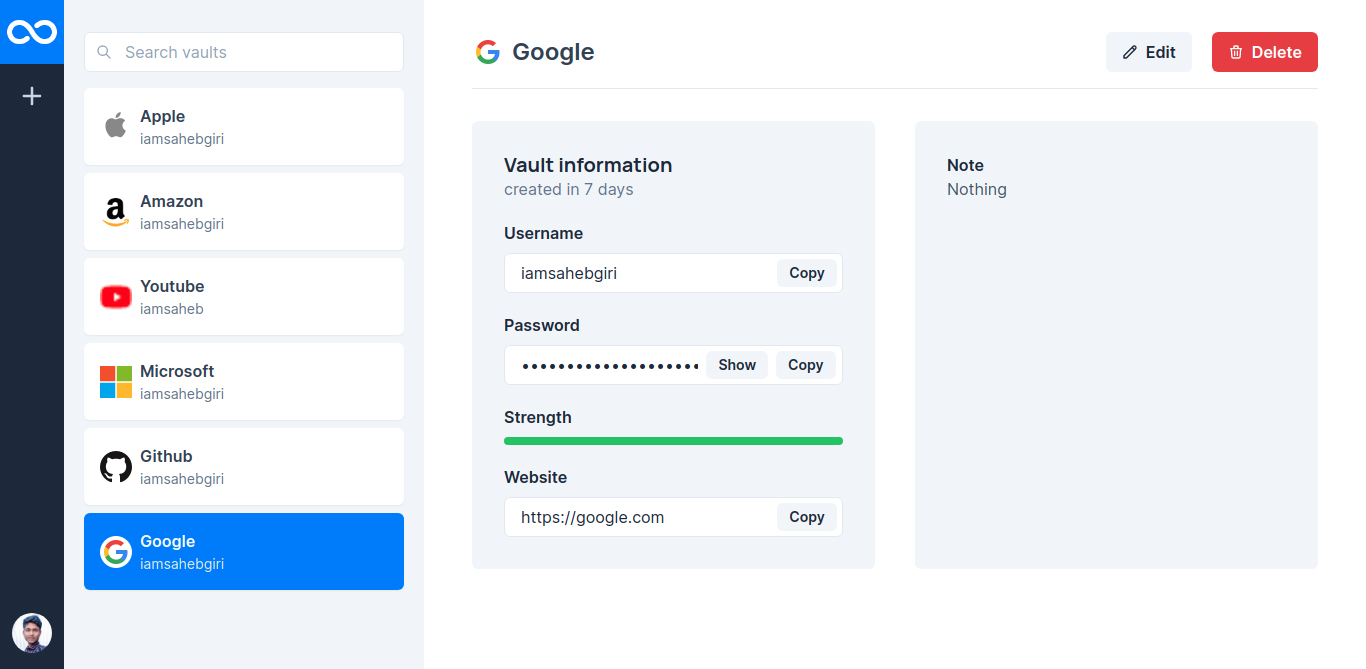 Search vaults
Apple
iamsahebgiri
Amazon
iamsahebgiri
Youtube
iamsaheb
Microsoft
iamsahebgiri
Github
iamsahebgiri
Google
iamsahebgiri
Google
Edit
Delete
Vault information
created in 7 days
Username
iamsahebgiri Copy
Password
•••••••••••••••••••• Show Copy
Strength
Website
https://google.com Copy
Note
Nothing